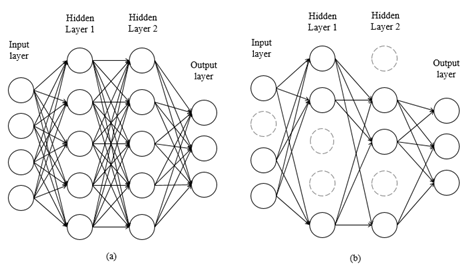 Input
layer
Hidden
Layer 1
Hidden
Layer 2
Output
layer
(a)
Input
layer
Hidden
Layer 1
Hidden
Layer 2
Output
layer
(b)